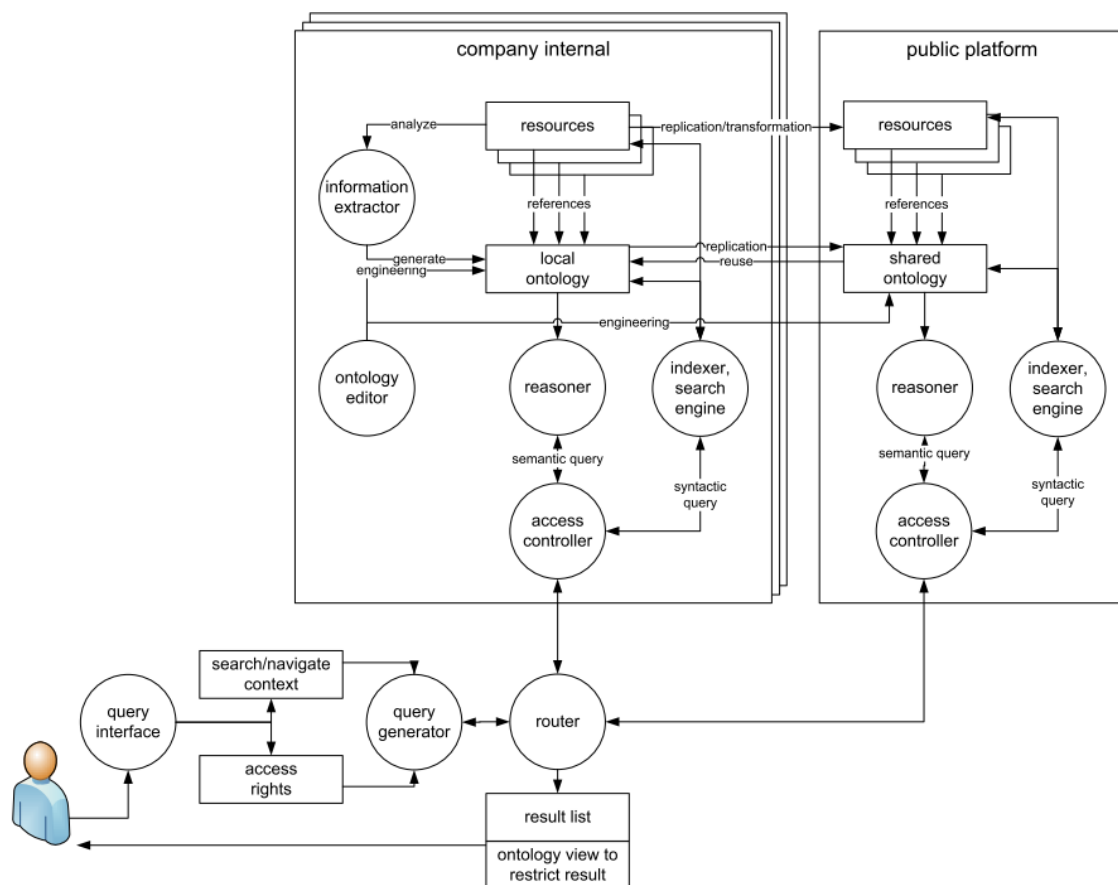 company internal
public platform
resources
analyze
replication/transformation
resources
information
extractor
references
references
generate
engineering
local
ontology
replication
reuse
shared
ontology
engineering
ontology
editor
reasoner
indexer,
search
engine
reasoner
indexer,
search
engine
semantic query
syntactic
query
semantic query
syntactic
query
access
controller
access
controller
search/navigate
context
query
interface
query
generator
router
access
rights
result list
ontology view to
restrict result